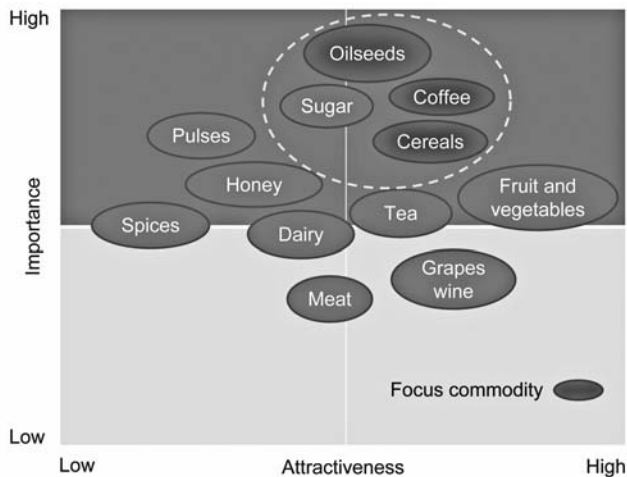 High
Oilseeds
Sugar
Coffee
Pulses
Cereals
Honey
Fruit and
vegetables
Tea
Spices
Dairy
Importance
Grapes
wine
Meat
Focus commodity
Low
Low
Attractiveness
High